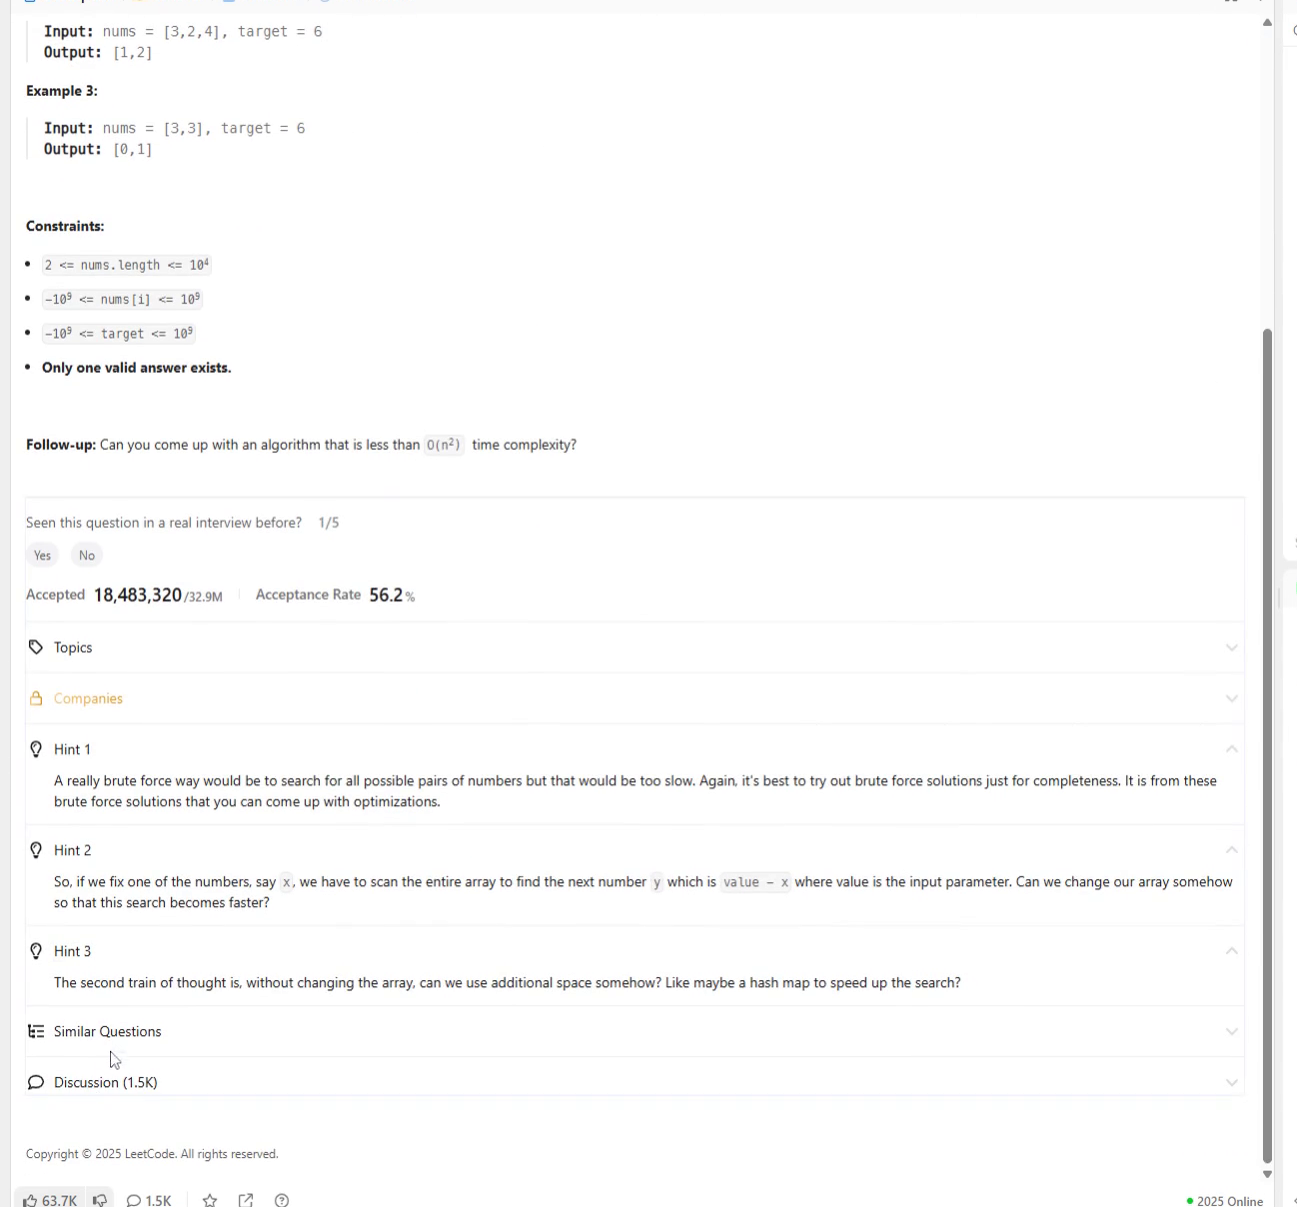 Input: nums = [3,2,4], target = 6
Output: [1,2]
Example 3:
Input: nums = [3,3], target = 6
Output: [0,1]
Constraints:
• 2 <= nums.length <= 10⁴
• -10⁹ <= nums[i] <= 10⁹
• -10⁹ <= target <= 10⁹
• Only one valid answer exists.
Follow-up: Can you come up with an algorithm that is less than O(n²) time complexity?
Seen this question in a real interview before? 1/5
Yes No
Accepted 18,483,320/32.9M Acceptance Rate 56.2%
Topics
Companies
Hint 1
A really brute force way would be to search for all possible pairs of numbers but that would be too slow. Again, it's best to try out brute force solutions just for completeness. It is from these
brute force solutions that you can come up with optimizations.
Hint 2
So, if we fix one of the numbers, say x, we have to scan the entire array to find the next number y which is value - x where value is the input parameter. Can we change our array somehow
so that this search becomes faster?
Hint 3
The second train of thought is, without changing the array, can we use additional space somehow? Like maybe a hash map to speed up the search?
Similar Questions
Discussion (1.5K)
Copyright © 2025 LeetCode. All rights reserved.
63.7K 1.5K 2025 Online